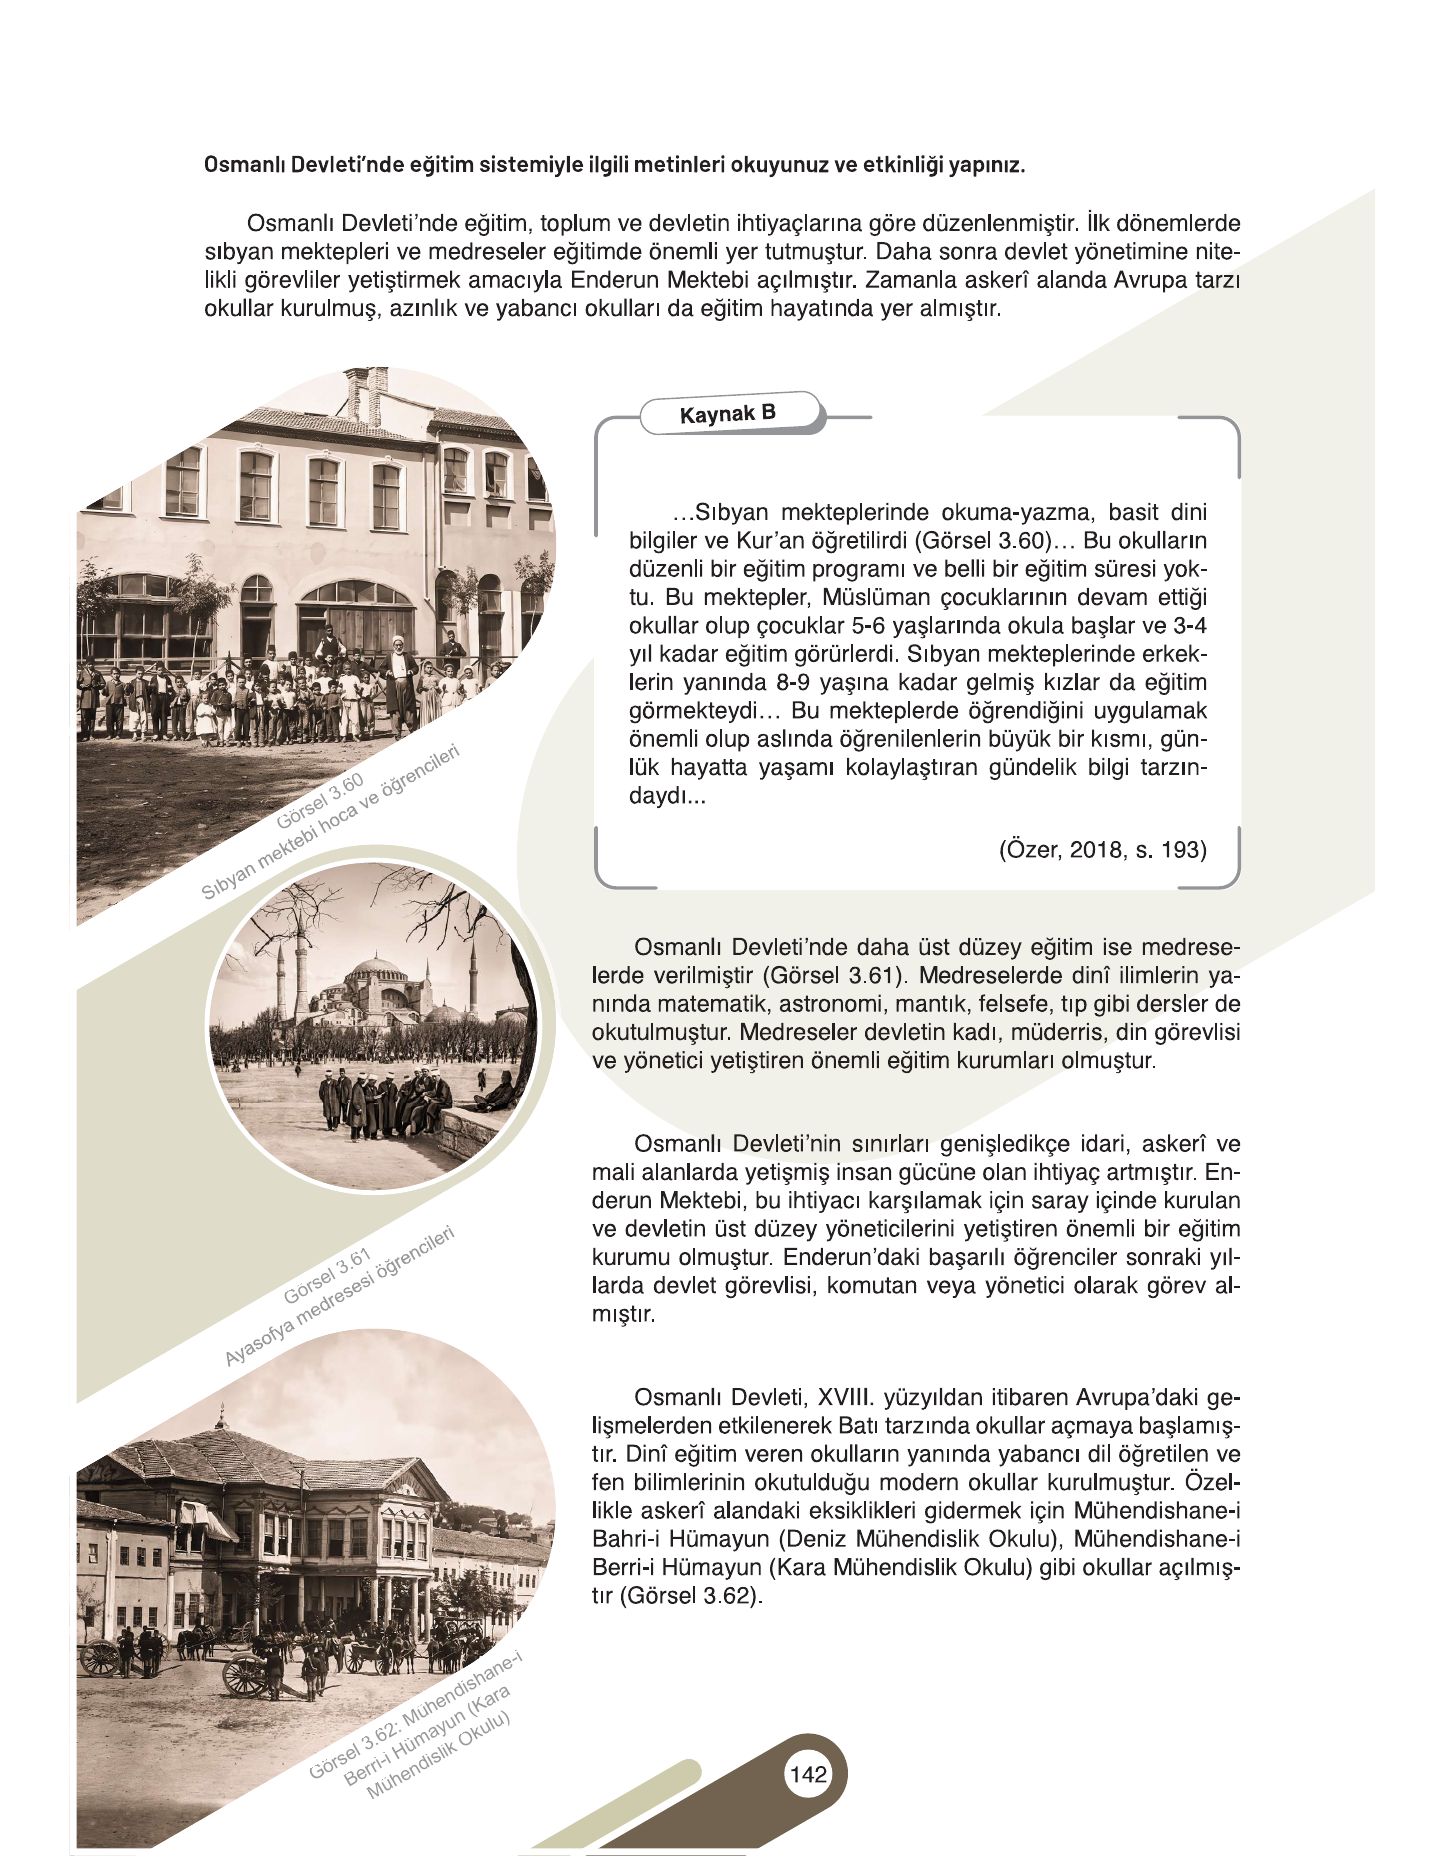 Osmanlı Devleti’nde eğitim sistemiyle ilgili metinleri okuyunuz ve etkinliği yapınız.
Osmanlı Devleti’nde eğitim, toplum ve devletin ihtiyaçlarına göre düzenlenmiştir. İlk dönemlerde
sıbyan mektepleri ve medreseler eğitimde önemli yer tutmuştur. Daha sonra devlet yönetimine nite-
likli görevliler yetiştirmek amacıyla Enderun Mektebi açılmıştır. Zamanla askerî alanda Avrupa tarzı
okullar kurulmuş, azınlık ve yabancı okulları da eğitim hayatında yer almıştır.
Kaynak B
…Sıbyan mekteplerinde okuma-yazma, basit dini
bilgiler ve Kur’an öğretilirdi (Görsel 3.60)… Bu okulların
düzenli bir eğitim programı ve belli bir eğitim süresi yok-
tu. Bu mektepler, Müslüman çocuklarının devam ettiği
okullar olup çocuklar 5-6 yaşlarında okula başlar ve 3-4
yıl kadar eğitim görürlerdi. Sıbyan mekteplerinde erkek-
lerin yanında 8-9 yaşına kadar gelmiş kızlar da eğitim
görmekteydi… Bu mekteplerde öğrendiğini uygulamak
önemli olup aslında öğrenilenlerin büyük bir kısmı, gün-
lük hayatta yaşamı kolaylaştıran gündelik bilgi tarzın-
daydı...
(Özer, 2018, s. 193)
Görsel 3.60
Sıbyan mektebi hoca ve öğrencileri
Osmanlı Devleti’nde daha üst düzey eğitim ise medrese-
lerde verilmiştir (Görsel 3.61). Medreselerde dinî ilimlerin ya-
nında matematik, astronomi, mantık, felsefe, tıp gibi dersler de
okutulmuştur. Medreseler devletin kadı, müderris, din görevlisi
ve yönetici yetiştiren önemli eğitim kurumları olmuştur.
Görsel 3.61
Ayasofya medresesi öğrencileri
Osmanlı Devleti’nin sınırları genişledikçe idari, askerî ve
mali alanlarda yetişmiş insan gücüne olan ihtiyaç artmıştır. En-
derun Mektebi, bu ihtiyacı karşılamak için saray içinde kurulan
ve devletin üst düzey yöneticilerini yetiştiren önemli bir eğitim
kurumu olmuştur. Enderun’daki başarılı öğrenciler sonraki yıl-
larda devlet görevlisi, komutan veya yönetici olarak görev al-
mıştır.
Osmanlı Devleti, XVIII. yüzyıldan itibaren Avrupa’daki ge-
lişmelerden etkilenerek Batı tarzında okullar açmaya başlamış-
tır. Dinî eğitim veren okulların yanında yabancı dil öğretilen ve
fen bilimlerinin okutulduğu modern okullar kurulmuştur. Özel-
likle askerî alandaki eksiklikleri gidermek için Mühendishane-i
Bahri-i Hümayun (Deniz Mühendislik Okulu), Mühendishane-i
Berri-i Hümayun (Kara Mühendislik Okulu) gibi okullar açılmış-
tır (Görsel 3.62).
Görsel 3.62: Mühendishane-i
Berri-i Hümayun (Kara
Mühendislik Okulu)
142